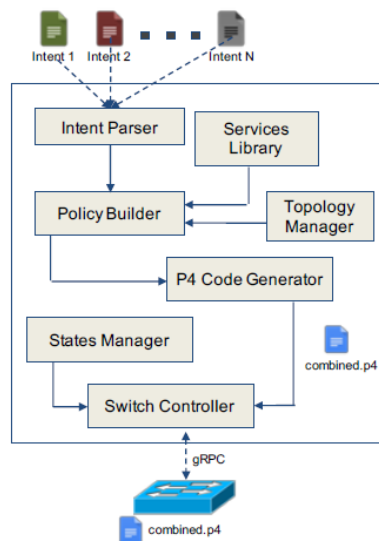 Intent 1
Intent 2
Intent N
Intent Parser
Services
Library
Policy Builder
Topology
Manager
P4 Code Generator
States Manager
combined.p4
Switch Controller
gRPC
combined.p4